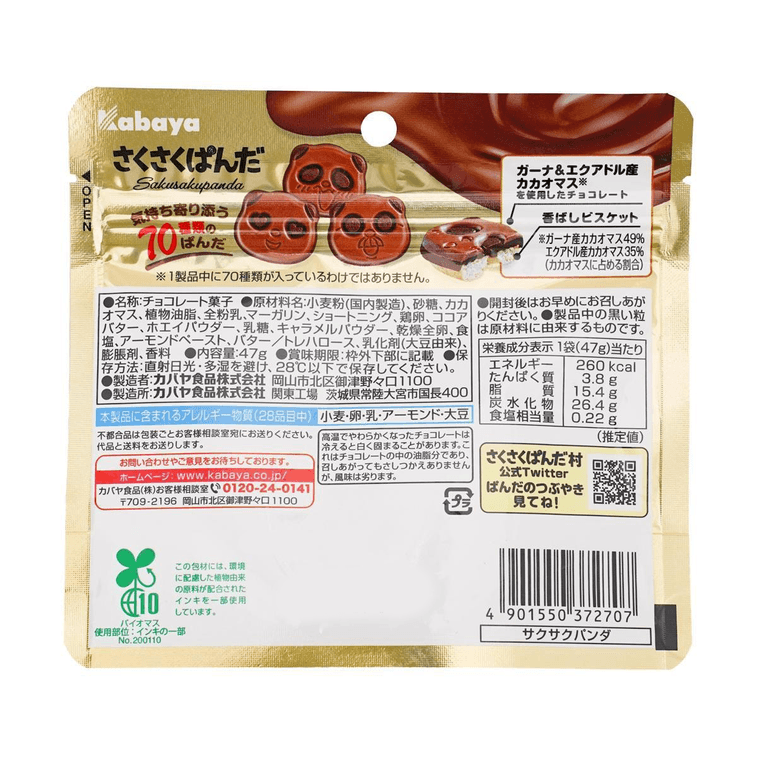 Kabaya
さくさくぱんだ
Sakusakupanda
OPEN
気持ち寄り添う
70種類の
ぱんだ
※1製品中に70種類が入っているわけではありません。
ガーナ&エクアドル産
カカオマス※
を使用したチョコレート
香ばしビスケット
※ガーナ産カカオマス49%
エクアドル産カカオマス35%
(カカオマスに占める割合)
●名称:チョコレート菓子 ●原材料名:小麦粉(国内製造)、砂糖、カカ
オマス、植物油脂、全粉乳、マーガリン、ショートニング、鶏卵、ココア
バター、ホエイパウダー、乳糖、キャラメルパウダー、乾燥全卵、食
塩、アーモンドペースト、バター/トレハロース、乳化剤(大豆由来)、
膨脹剤、香料 ●内容量:47g ●賞味期限:枠外下部に記載 ●保
存方法:直射日光・多湿を避け、28℃以下で保存してください。
●製造者:カバヤ食品株式会社 岡山市北区御津野々口1100
●製造所:カバヤ食品株式会社 関東工場 茨城県常陸大宮市国長400
本製品に含まれるアレルギー物質(28品目中) 小麦・卵・乳・アーモンド・大豆
●開封後はお早めにお召しあが
りください。●製品中の黒い粒
は原材料に由来するものです。
栄養成分表示 1袋(47g)当たり
エネルギー 260kcal
たんぱく質 3.8g
脂質 15.4g
炭水化物 26.4g
食塩相当量 0.22g
(推定値)
不都合品は包装ごとお客様相談室宛にお送りください。
代品と送料をお送りします。
お問い合わせやご意見をお待ちしております。
ホームページ:www.kabaya.co.jp/
カバヤ食品(株)お客様相談室 0120-24-0141
〒709-2196 岡山市北区御津野々口1100
高温でやわらかくなったチョコレートは
冷えると白く固まることがあります。こ
れはチョコレートの中の油脂分であり、
召しあがってもさしつかえありません
が、風味は劣ります。
プラ
さくさくぱんだ村
公式Twitter
ぱんだのつぶやき
見てね!
10
バイオマス
使用部位:インキの一部
No.200110
この包材には、環境
に配慮した植物由来
の原料が配合された
インキを一部使用
しています。
4 901550 372707
サクサクパンダ